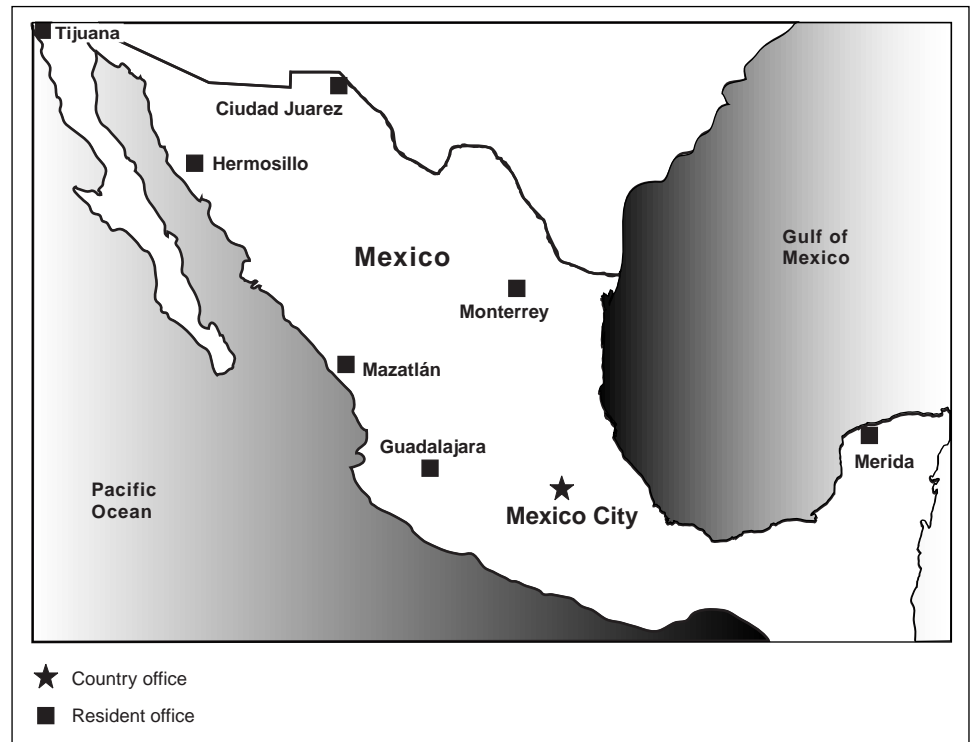 Tijuana
Ciudad Juarez
Hermosillo
Mexico
Gulf of
Mexico
Monterrey
Mazatlán
Guadalajara
Merida
Pacific
Ocean
Mexico City
Country office
Resident office